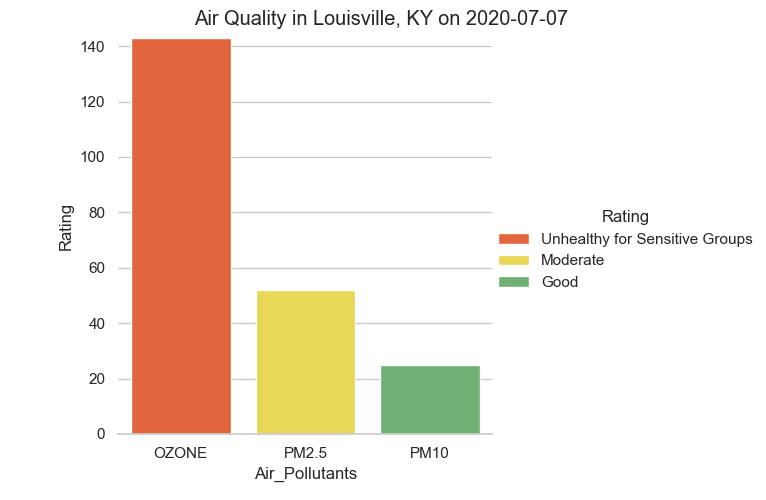 Air Quality in Louisville, KY on 2020-07-07
140
120
100
80
60
40
20
0
Rating
OZONE PM2.5 PM10
Air_Pollutants
Rating
Unhealthy for Sensitive Groups
Moderate
Good